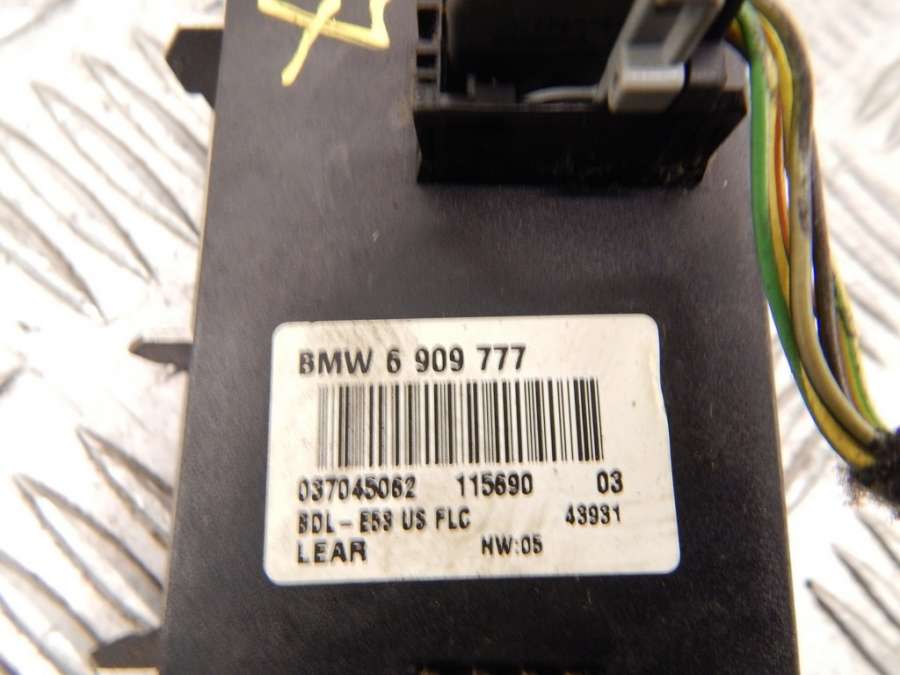 BMW 6 909 777
037045062 115690 03
BDL - E53 US FLC 43931
LEAR HW:05